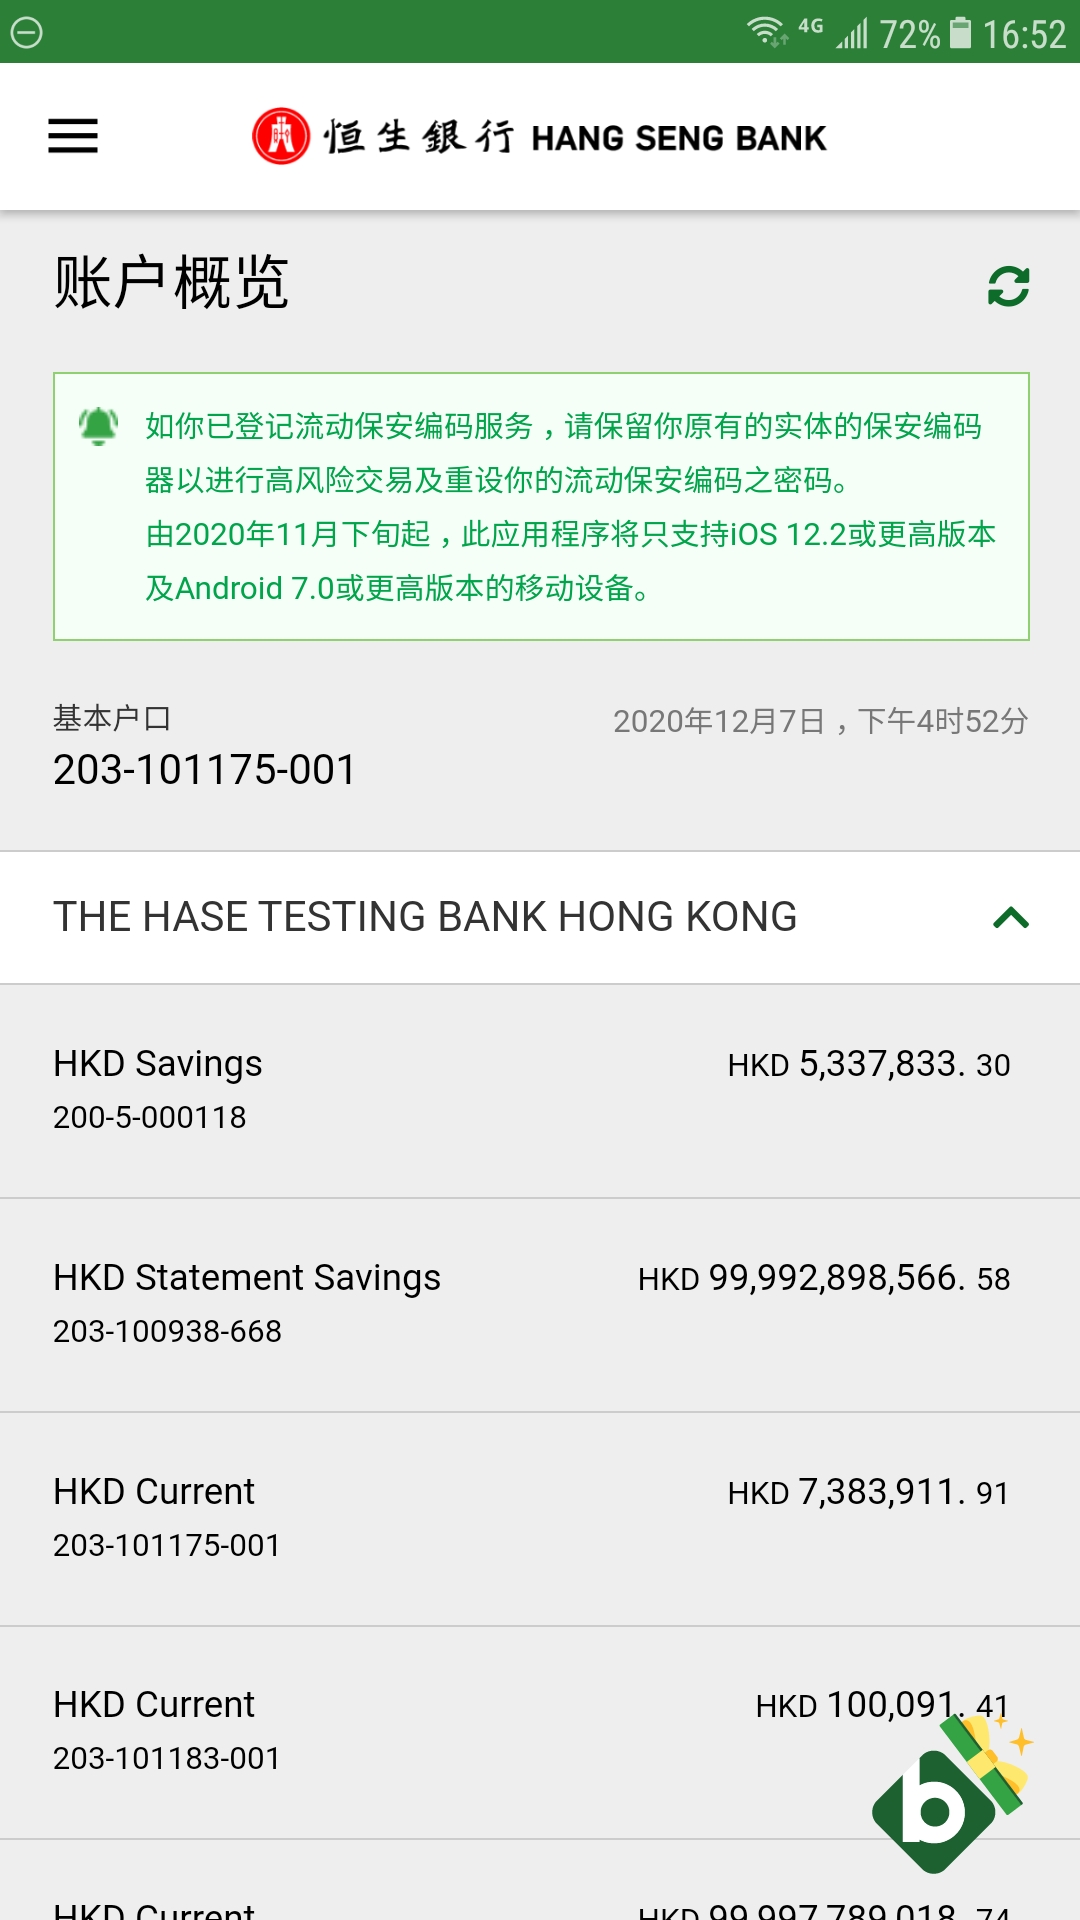 4G 72% 16:52
恒生銀行 HANG SENG BANK
账户概览
如你已登记流动保安编码服务，请保留你原有的实体的保安编码
器以进行高风险交易及重设你的流动保安编码之密码。
由2020年11月下旬起，此应用程序将只支持iOS 12.2或更高版本
及Android 7.0或更高版本的移动设备。
基本户口
2020年12月7日，下午4时52分
203-101175-001
THE HASE TESTING BANK HONG KONG
HKD Savings
HKD 5,337,833. 30
200-5-000118
HKD Statement Savings
HKD 99,992,898,566. 58
203-100938-668
HKD Current
HKD 7,383,911. 91
203-101175-001
HKD Current
HKD 100,091. 41
203-101183-001
b
HKD Current
HKD 99,997,789,018. 74